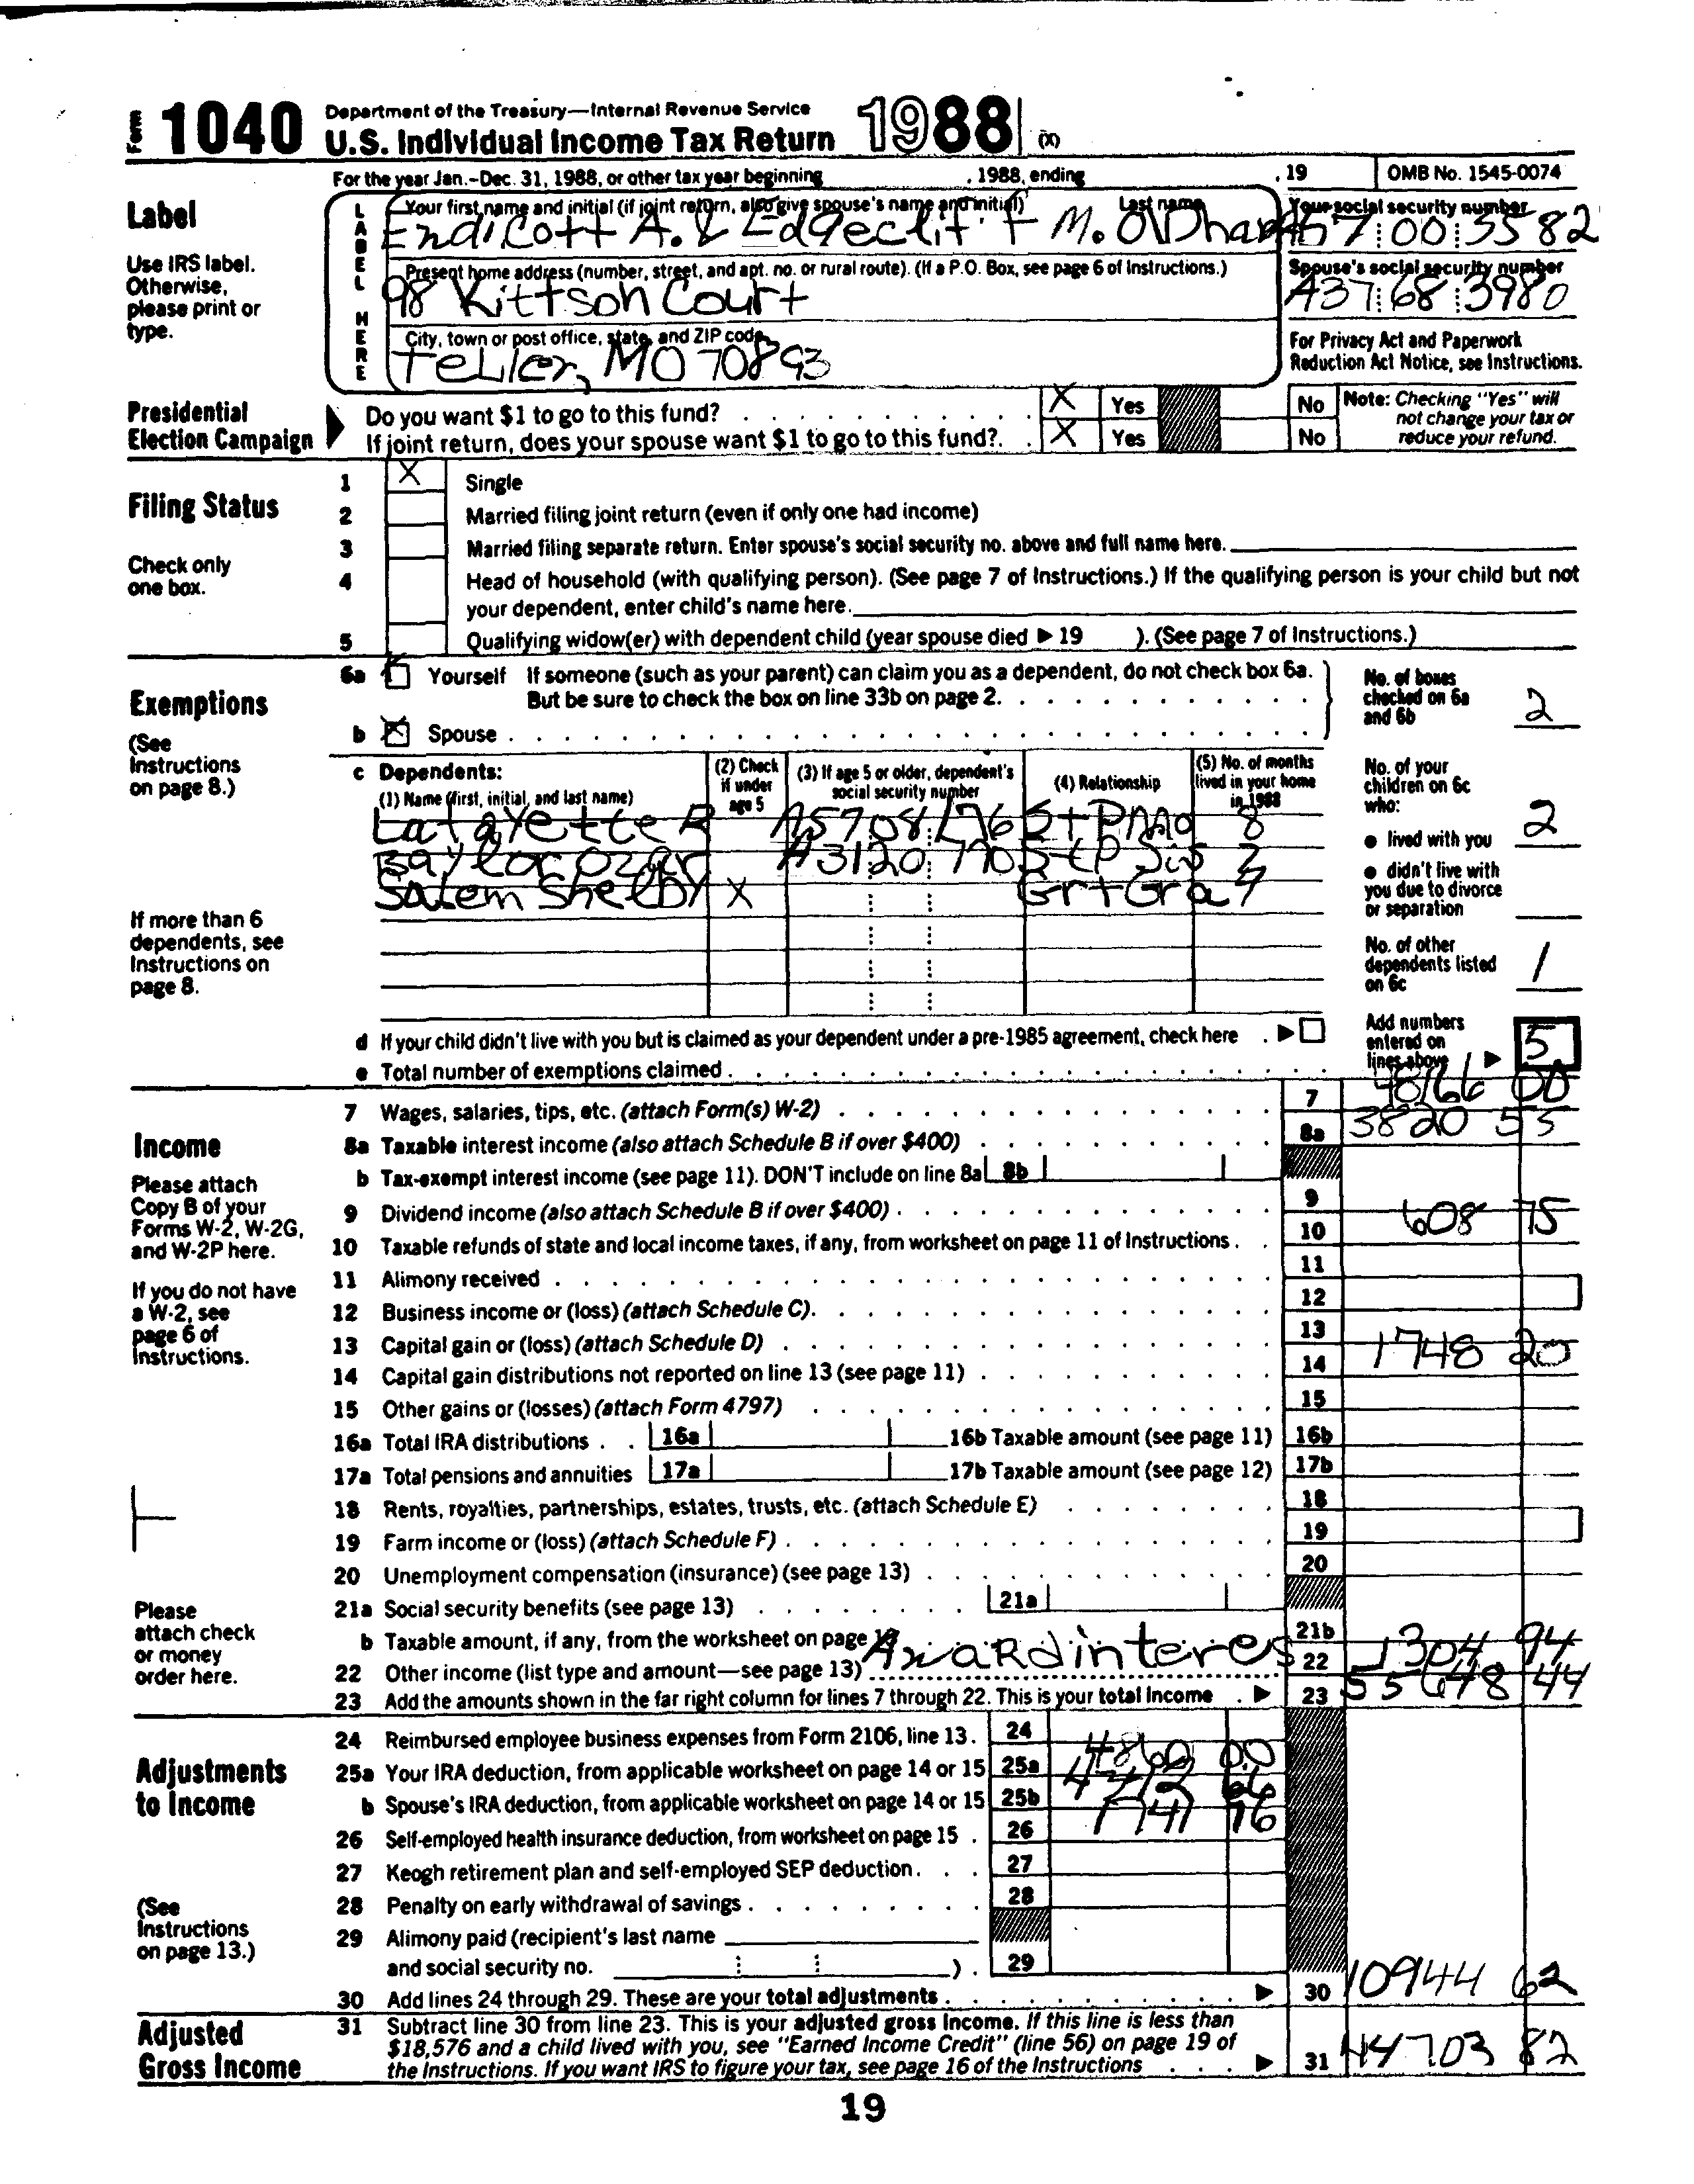 Form 1040 Department of the Treasury—Internal Revenue Service
U.S. Individual Income Tax Return 1988 (X)
For the year Jan.-Dec. 31, 1988, or other tax year beginning , 1988, ending , 19 OMB No. 1545-0074
Label
Use IRS label. Otherwise, please print or type.
LABEL HERE
Your first name and initial (if joint return, also give spouse's name and initial) Last name
Endicott A. & Edgeclif f M.
Your social security number
00 5582
Present home address (number, street, and apt. no. or rural route). (If a P.O. Box, see page 6 of Instructions.)
98 Kittson Court
Spouse's social security number
A37 68 3980
City, town or post office, state, and ZIP code
Teller, MO 70893
For Privacy Act and Paperwork Reduction Act Notice, see Instructions.
Presidential Election Campaign
Do you want $1 to go to this fund? X Yes No
If joint return, does your spouse want $1 to go to this fund? X Yes No
Note: Checking "Yes" will not change your tax or reduce your refund.
Filing Status
Check only one box.
1 X Single
2 Married filing joint return (even if only one had income)
3 Married filing separate return. Enter spouse's social security no. above and full name here.
4 Head of household (with qualifying person). (See page 7 of Instructions.) If the qualifying person is your child but not
your dependent, enter child's name here.
5 Qualifying widow(er) with dependent child (year spouse died ▶ 19 ). (See page 7 of Instructions.)
Exemptions
(See Instructions on page 8.)
6a Yourself If someone (such as your parent) can claim you as a dependent, do not check box 6a.
But be sure to check the box on line 33b on page 2.
b X Spouse
No. of boxes checked on 6a and 6b 2
c Dependents:
(1) Name (first, initial, and last name)
(2) Check if under age 5
(3) If age 5 or older, dependent's social security number
(4) Relationship
(5) No. of months lived in your home in 1988
Lafayette R 8
Baylor Ozar
Salem Shelby X GrtGra
If more than 6 dependents, see Instructions on page 8.
No. of your children on 6c who:
● lived with you 2
● didn't live with you due to divorce or separation
No. of other dependents listed on 6c 1
d If your child didn't live with you but is claimed as your dependent under a pre-1985 agreement, check here ▶
e Total number of exemptions claimed
Add numbers entered on lines above ▶ 5
Income
Please attach Copy B of your Forms W-2, W-2G, and W-2P here.
If you do not have a W-2, see page 6 of Instructions.
Please attach check or money order here.
7 Wages, salaries, tips, etc. (attach Form(s) W-2) 7 48166 00
8a Taxable interest income (also attach Schedule B if over $400) 8a 3820 55
b Tax-exempt interest income (see page 11). DON'T include on line 8a 8b
9 Dividend income (also attach Schedule B if over $400) 9
10 Taxable refunds of state and local income taxes, if any, from worksheet on page 11 of Instructions 10 608 75
11 Alimony received 11
12 Business income or (loss) (attach Schedule C) 12
13 Capital gain or (loss) (attach Schedule D) 13
14 Capital gain distributions not reported on line 13 (see page 11) 14 1748 20
15 Other gains or (losses) (attach Form 4797) 15
16a Total IRA distributions 16a 16b Taxable amount (see page 11) 16b
17a Total pensions and annuities 17a 17b Taxable amount (see page 12) 17b
18 Rents, royalties, partnerships, estates, trusts, etc. (attach Schedule E) 18
19 Farm income or (loss) (attach Schedule F) 19
20 Unemployment compensation (insurance) (see page 13) 20
21a Social security benefits (see page 13) 21a
b Taxable amount, if any, from the worksheet on page 21b
22 Other income (list type and amount—see page 13) Award interes 22 1304 94
23 Add the amounts shown in the far right column for lines 7 through 22. This is your total income ▶ 23 55648 44
Adjustments to Income
(See Instructions on page 13.)
24 Reimbursed employee business expenses from Form 2106, line 13. 24
25a Your IRA deduction, from applicable worksheet on page 14 or 15 25a 4860 00
b Spouse's IRA deduction, from applicable worksheet on page 14 or 15 25b
26 Self-employed health insurance deduction, from worksheet on page 15 26 1741 76
27 Keogh retirement plan and self-employed SEP deduction 27
28 Penalty on early withdrawal of savings 28
29 Alimony paid (recipient's last name
and social security no. ) 29
30 Add lines 24 through 29. These are your total adjustments ▶ 30 10944 62
Adjusted Gross Income
31 Subtract line 30 from line 23. This is your adjusted gross income. If this line is less than
$18,576 and a child lived with you, see "Earned Income Credit" (line 56) on page 19 of
the Instructions. If you want IRS to figure your tax, see page 16 of the Instructions ▶ 31 44703 82
19